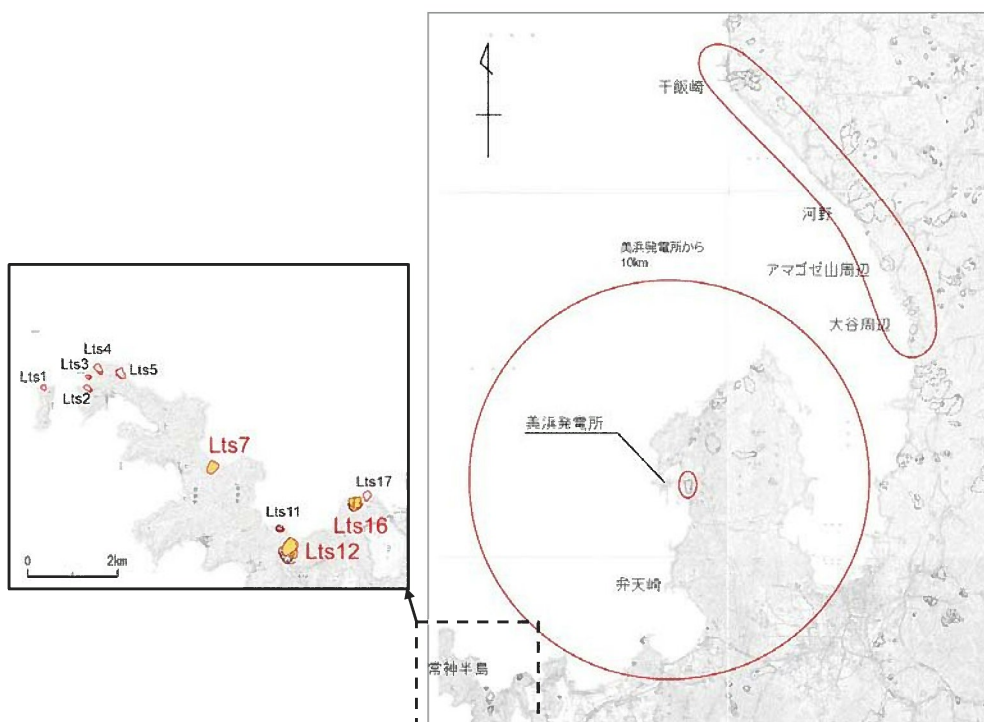 干飯崎
河野
美浜発電所から
10km
アマゴゼ山周辺
大谷周辺
美浜発電所
弁天崎
常神半島
Lts4
Lts3
Lts5
Lts1
Lts2
Lts7
Lts17
Lts11
Lts16
Lts12
0
2km